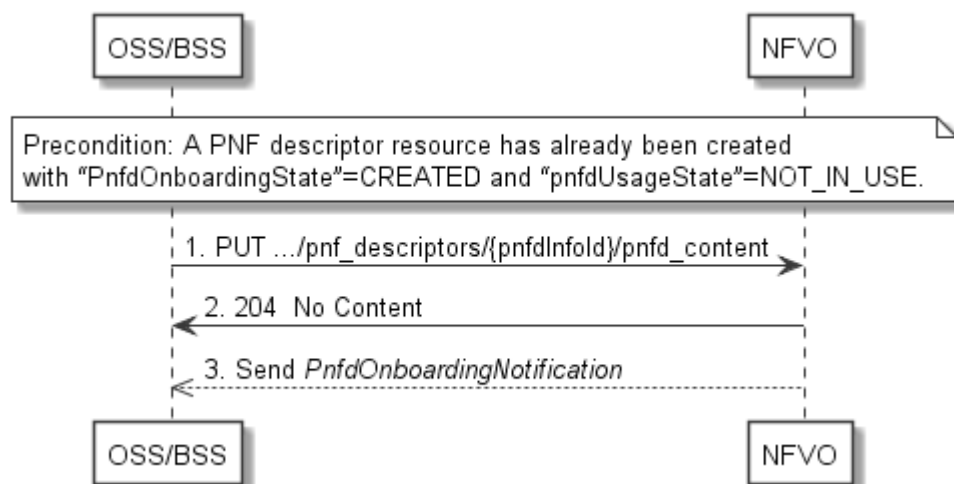 OSS/BSS
NFVO
Precondition: A PNF descriptor resource has already been created
with “PnfdOnboardingState”=CREATED and “pnfdUsageState”=NOT_IN_USE.
1. PUT .../pnf_descriptors/{pnfdInfoId}/pnfd_content
2. 204  No Content
3. Send PnfdOnboardingNotification
OSS/BSS
NFVO